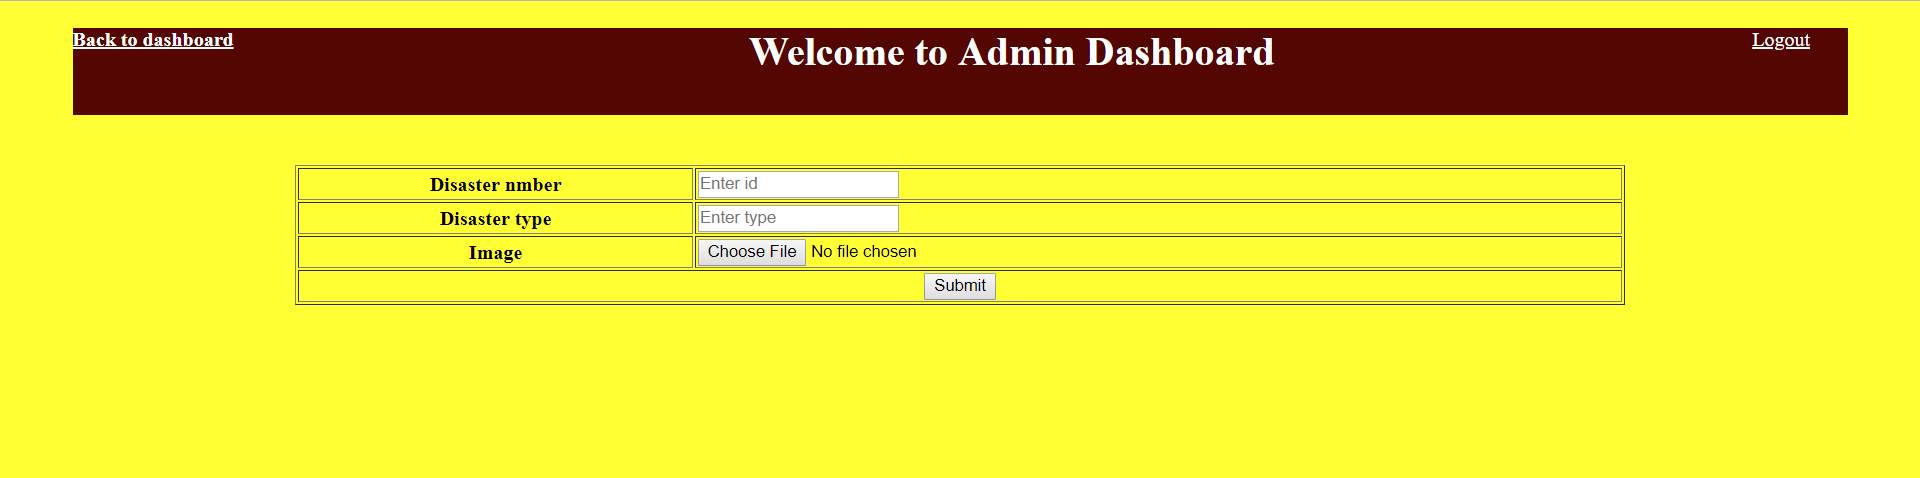 Back to dashboard
Welcome to Admin Dashboard
Logout
Disaster nmber
Enter id
Disaster type
Enter type
Image
Choose File No file chosen
Submit